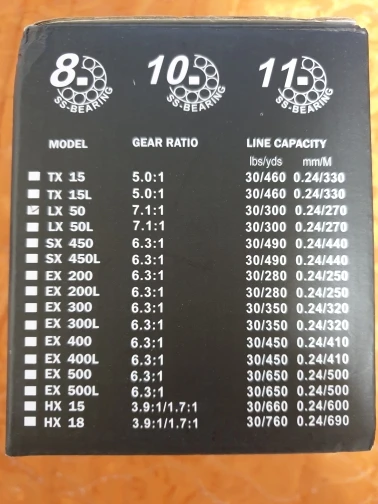 8 10 11
SS-BEARING SS-BEARING SS-BEARING
MODEL GEAR RATIO LINE CAPACITY
lbs/yds mm/M
TX 15 5.0:1 30/460 0.24/330
TX 15L 5.0:1 30/460 0.24/330
LX 50 7.1:1 30/300 0.24/270
LX 50L 7.1:1 30/300 0.24/270
SX 450 6.3:1 30/490 0.24/440
SX 450L 6.3:1 30/490 0.24/440
EX 200 6.3:1 30/280 0.24/250
EX 200L 6.3:1 30/280 0.24/250
EX 300 6.3:1 30/350 0.24/320
EX 300L 6.3:1 30/350 0.24/320
EX 400 6.3:1 30/450 0.24/410
EX 400L 6.3:1 30/450 0.24/410
EX 500 6.3:1 30/650 0.24/500
EX 500L 6.3:1 30/650 0.24/500
HX 15 3.9:1/1.7:1 30/660 0.24/600
HX 18 3.9:1/1.7:1 30/760 0.24/690